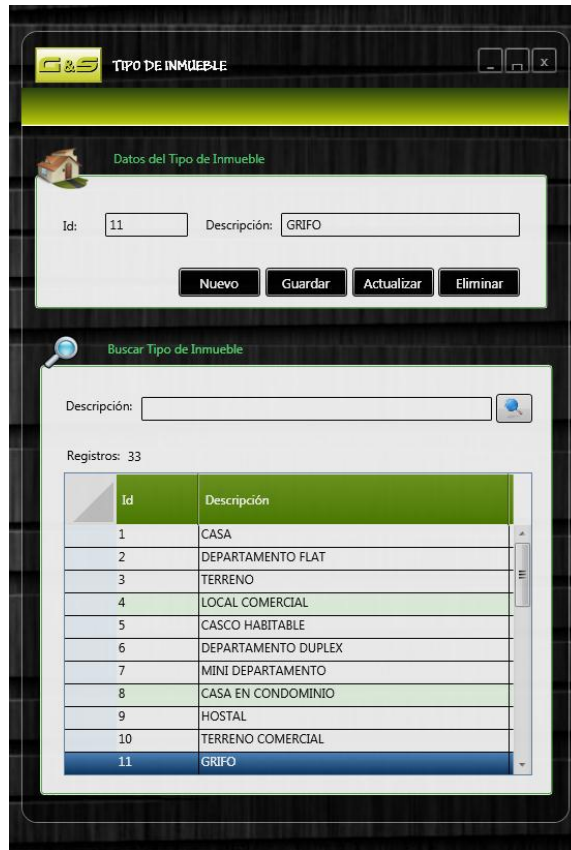 G&S TIPO DE INMUEBLE
_ x
Datos del Tipo de Inmueble
Id: 11 Descripción: GRIFO
Nuevo Guardar Actualizar Eliminar
Buscar Tipo de Inmueble
Descripción:
Registros: 33
Id Descripción
1 CASA
2 DEPARTAMENTO FLAT
3 TERRENO
4 LOCAL COMERCIAL
5 CASCO HABITABLE
6 DEPARTAMENTO DUPLEX
7 MINI DEPARTAMENTO
8 CASA EN CONDOMINIO
9 HOSTAL
10 TERRENO COMERCIAL
11 GRIFO